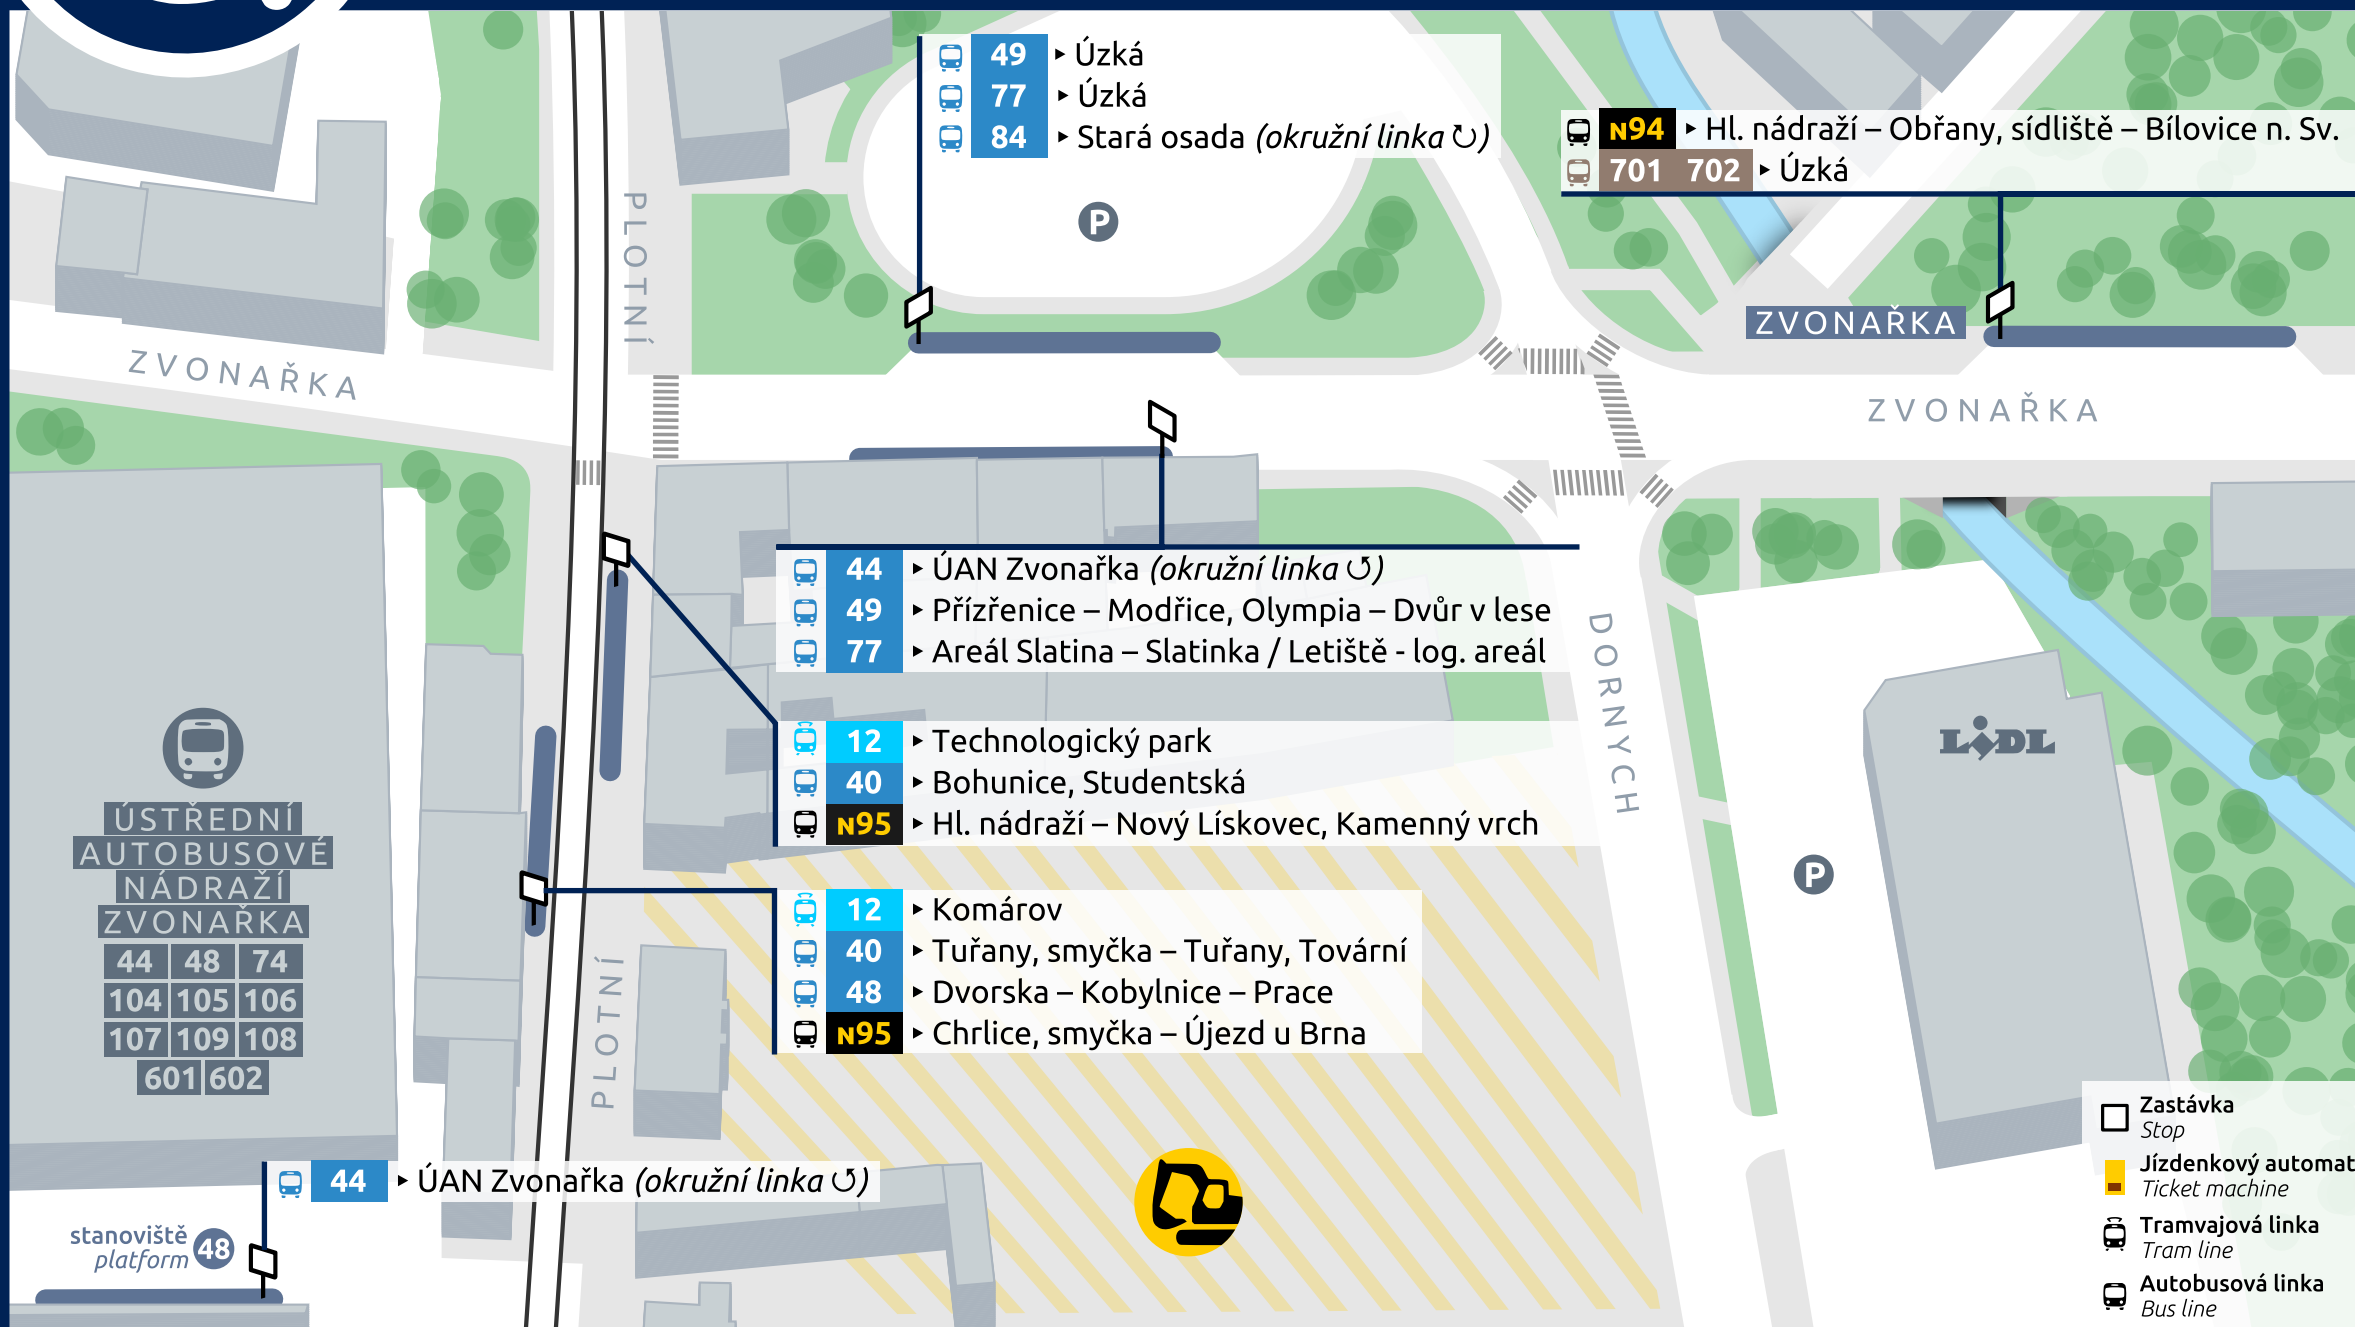 49 ▸ Úzká
77 ▸ Úzká
84 ▸ Stará osada (okružní linka ↻)
P
N94 ▸ Hl. nádraží – Obřany, sídliště – Bílovice n. Sv.
701 702 ▸ Úzká
PLOTNÍ
ZVONAŘKA
ZVONAŘKA
ZVONAŘKA
44 ▸ ÚAN Zvonařka (okružní linka ↺)
49 ▸ Přízřenice – Modřice, Olympia – Dvůr v lese
77 ▸ Areál Slatina – Slatinka / Letiště - log. areál
DORNYCH
12 ▸ Technologický park
40 ▸ Bohunice, Studentská
N95 ▸ Hl. nádraží – Nový Lískovec, Kamenný vrch
LIDL
P
ÚSTŘEDNÍ
AUTOBUSOVÉ
NÁDRAŽÍ
ZVONAŘKA
44 48 74
104 105 106
107 109 108
601 602
12 ▸ Komárov
40 ▸ Tuřany, smyčka – Tuřany, Tovární
48 ▸ Dvorska – Kobylnice – Prace
N95 ▸ Chrlice, smyčka – Újezd u Brna
PLOTNÍ
44 ▸ ÚAN Zvonařka (okružní linka ↺)
stanoviště
platform
48
Zastávka
Stop
Jízdenkový automat
Ticket machine
Tramvajová linka
Tram line
Autobusová linka
Bus line